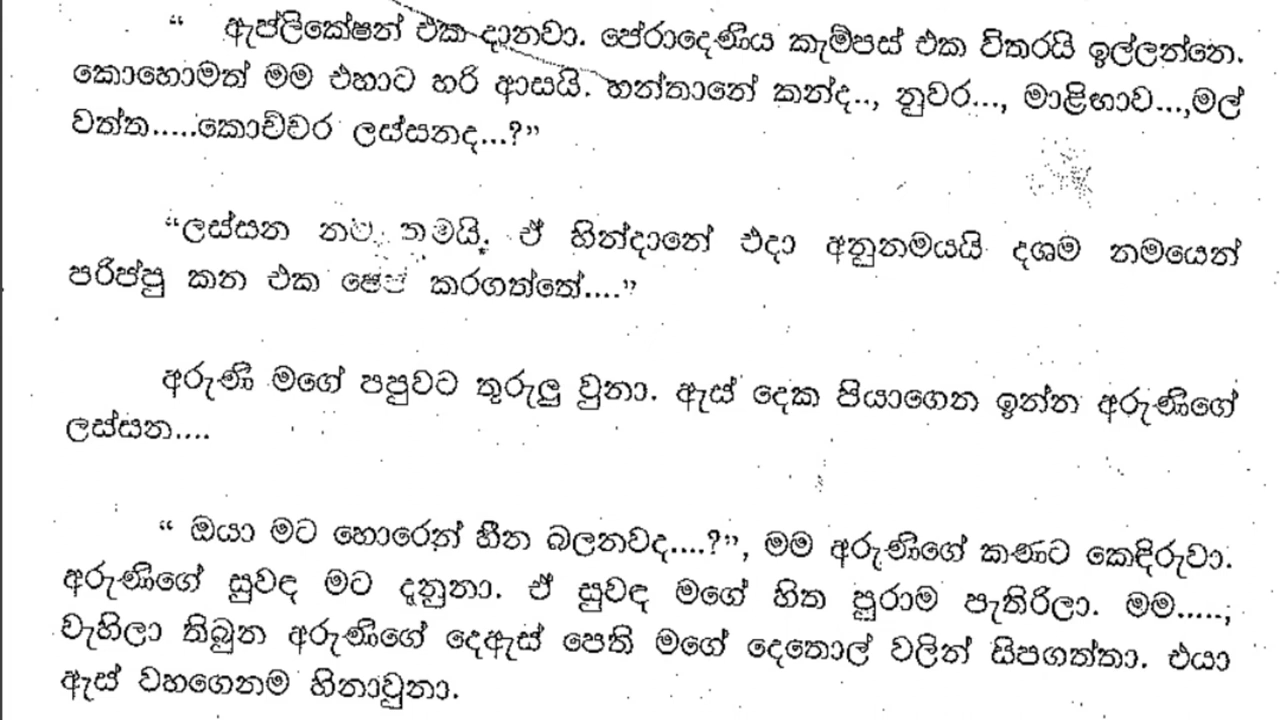 “ ඇප්ලිකේෂන් එක දානවා. පේරාදෙණිය කැම්පස් එක විතරයි ඉල්ලන්නෙ.
කොහොමත් මම එහාට හරි ආසයි. හන්තානේ කන්ද.., නුවර..., මාළිගාව...,මල්
වත්ත.....කොච්චර ලස්සනද...?”
“ලස්සන නම් තමයි. ඒ හින්දානේ එදා අනූනමයයි දශම නමයෙන්
පරිප්පු කන එක ෂේප් කරගත්තේ....”
අරුණි මගේ පපුවට තුරුලු වුනා. ඇස් දෙක පියාගෙන ඉන්න අරුණිගේ
ලස්සන....
“ ඔයා මට හොරෙන් හීන බලනවද....?”, මම අරුණිගේ කණට කෙඳිරුවා.
අරුණිගේ සුවඳ මට දැනුනා. ඒ සුවඳ මගේ හිත පුරාම පැතිරිලා. මම.....,
වැහිලා තිබුන අරුණිගේ දෙඇස් පෙති මගේ දෙතොල් වලින් සිපගත්තා. එයා
ඇස් වහගෙනම හිනාවුනා.